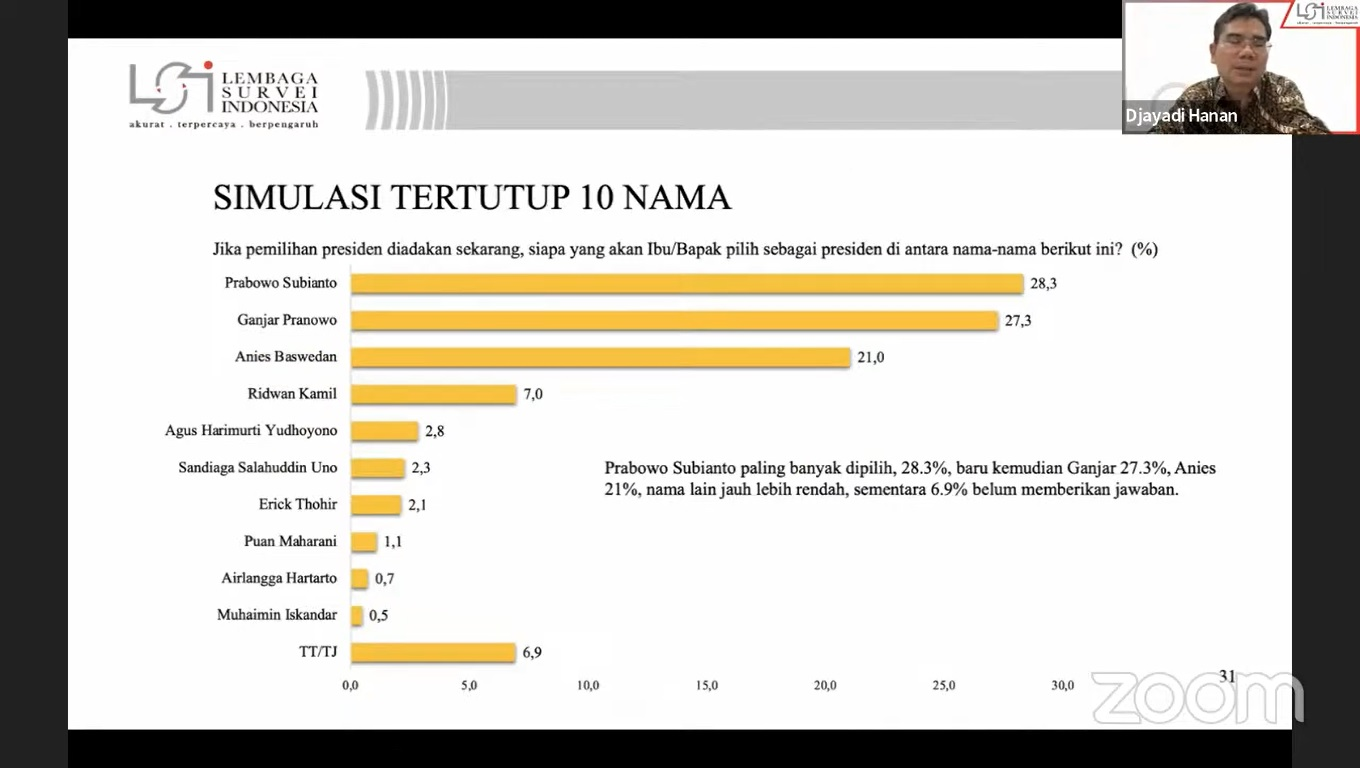 LSI LEMBAGA
SURVEI
INDONESIA
akurat . terpercaya . berpengaruh
LSI LEMBAGA
SURVEI
INDONESIA
Djayadi Hanan
SIMULASI TERTUTUP 10 NAMA
Jika pemilihan presiden diadakan sekarang, siapa yang akan Ibu/Bapak pilih sebagai presiden di antara nama-nama berikut ini? (%)
Prabowo Subianto 28,3
Ganjar Pranowo 27,3
Anies Baswedan 21,0
Ridwan Kamil 7,0
Agus Harimurti Yudhoyono 2,8
Sandiaga Salahuddin Uno 2,3
Erick Thohir 2,1
Puan Maharani 1,1
Airlangga Hartarto 0,7
Muhaimin Iskandar 0,5
TT/TJ 6,9
0,0 5,0 10,0 15,0 20,0 25,0 30,0
Prabowo Subianto paling banyak dipilih, 28.3%, baru kemudian Ganjar 27.3%, Anies
21%, nama lain jauh lebih rendah, sementara 6.9% belum memberikan jawaban.
31
zoom